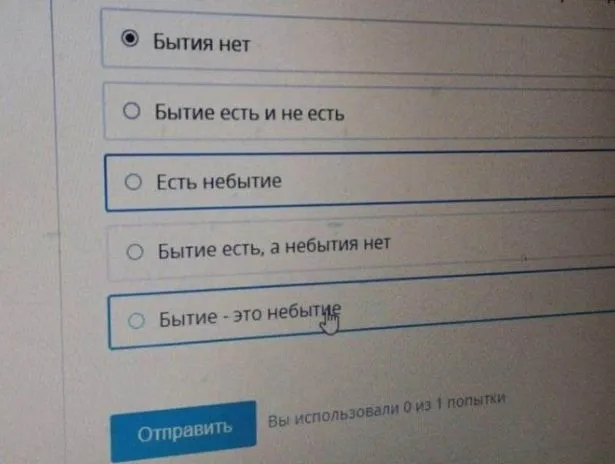 Бытия нет
Бытие есть и не есть
Есть небытие
Бытие есть, а небытия нет
Бытие - это небытие
Отправить
Вы использовали 0 из 1 попытки